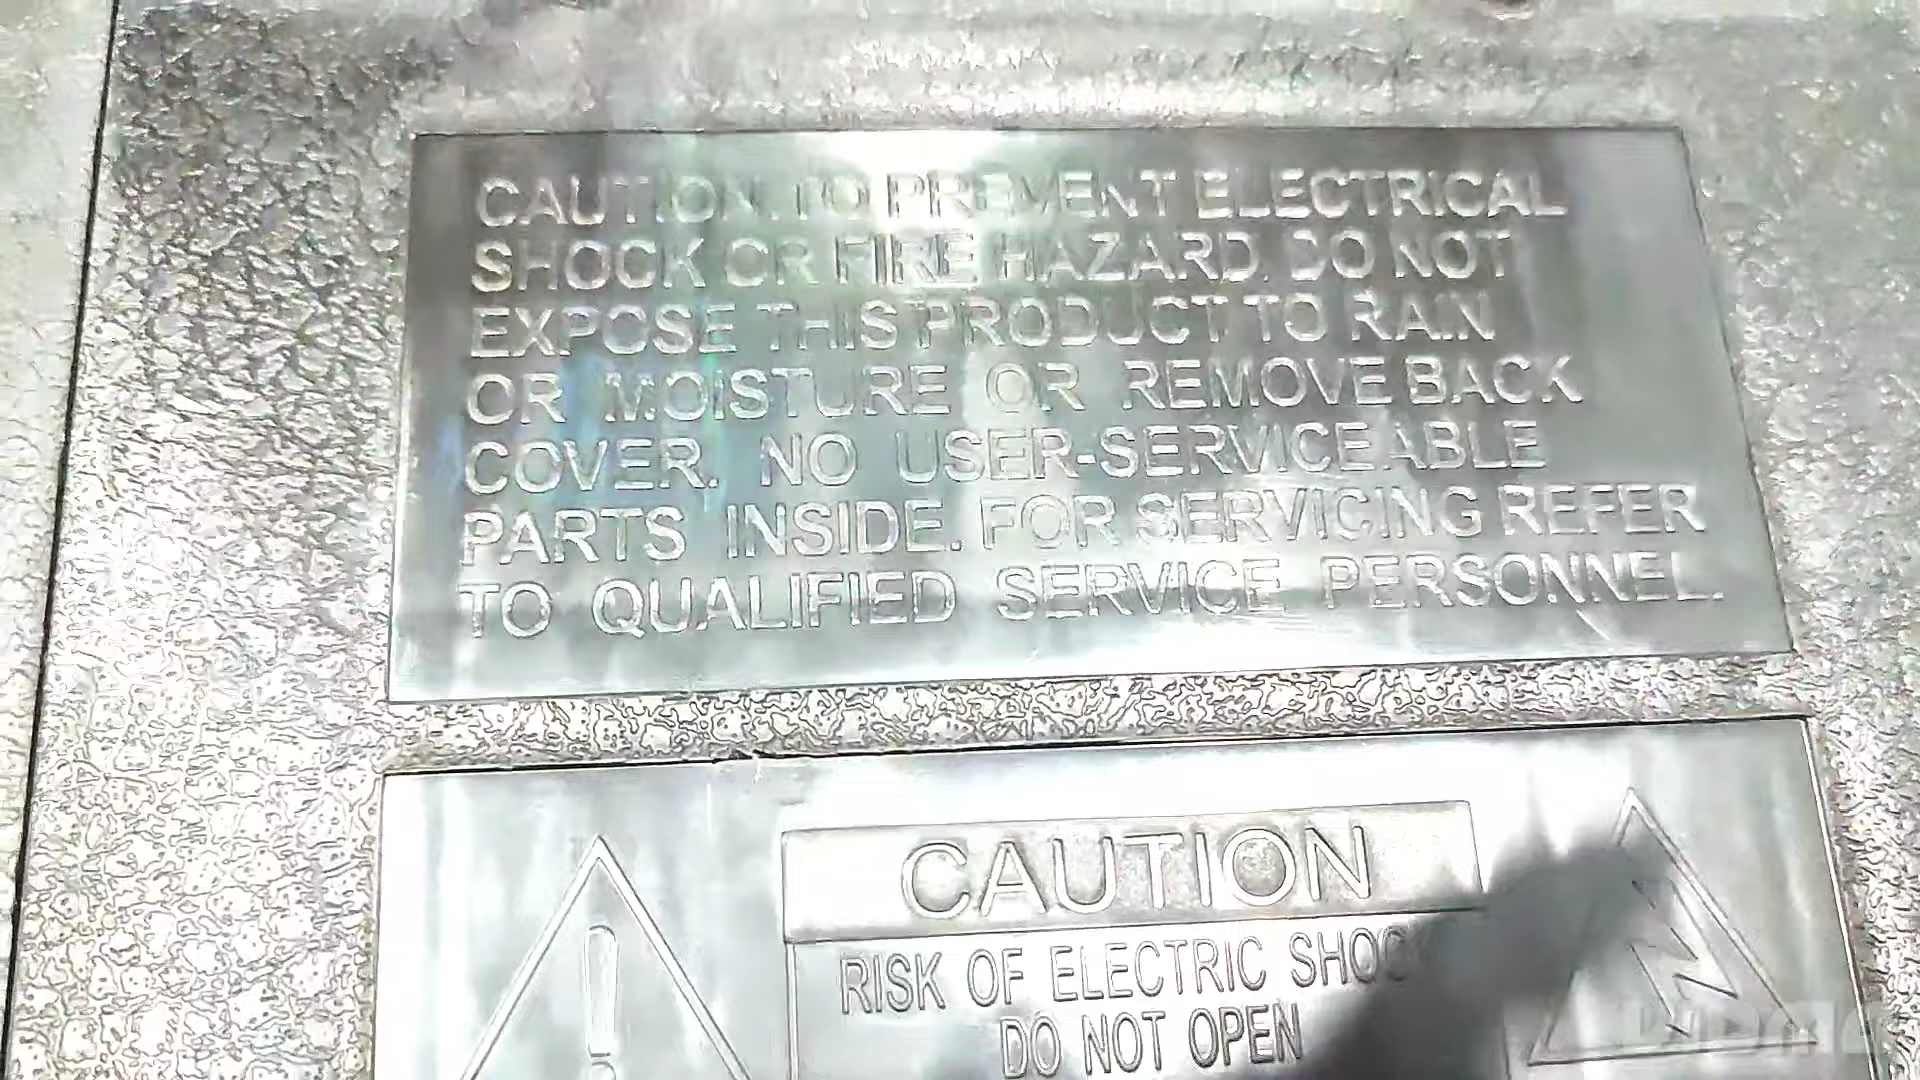 CAUTION. TO PREVENT ELECTRICAL
SHOCK OR FIRE HAZARD, DO NOT
EXPOSE THIS PRODUCT TO RAIN
OR MOISTURE OR REMOVE BACK
COVER. NO USER-SERVICEABLE
PARTS INSIDE. FOR SERVICING REFER
TO QUALIFIED SERVICE PERSONNEL.
CAUTION
RISK OF ELECTRIC SHOCK
DO NOT OPEN